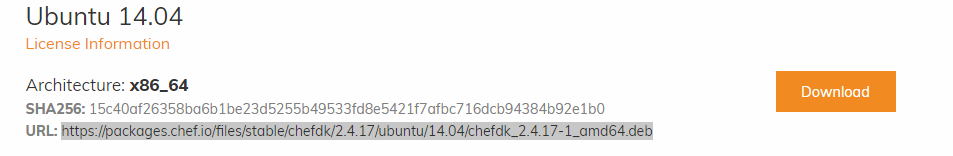 Ubuntu 14.04
License Information
Architecture: x86_64
Download
SHA256: 15c40af26358ba6b1be23d5255b49533fd8e5421f7afbc716dcb94384b92e1b0
URL: https://packages.chef.io/files/stable/chefdk/2.4.17/ubuntu/14.04/chefdk_2.4.17-1_amd64.deb